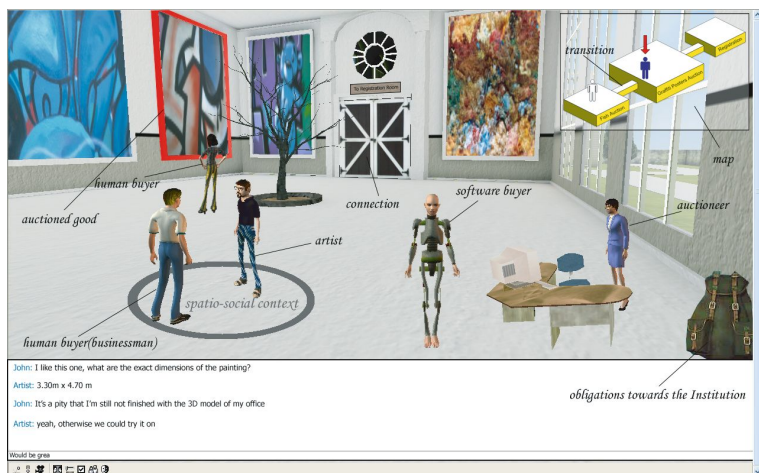 transition
Registration
Graffiti Posters Auction
Fish Auction
map
To Registration Room
human buyer
auctioned good
connection
software buyer
auctioneer
artist
spatio-social context
human buyer(businessman)
obligations towards the Institution
John: I like this one, what are the exact dimensions of the painting?
Artist: 3.30m x 4.70 m
John: It's a pity that I'm still not finished with the 3D model of my office
Artist: yeah, otherwise we could try it on
Would be grea